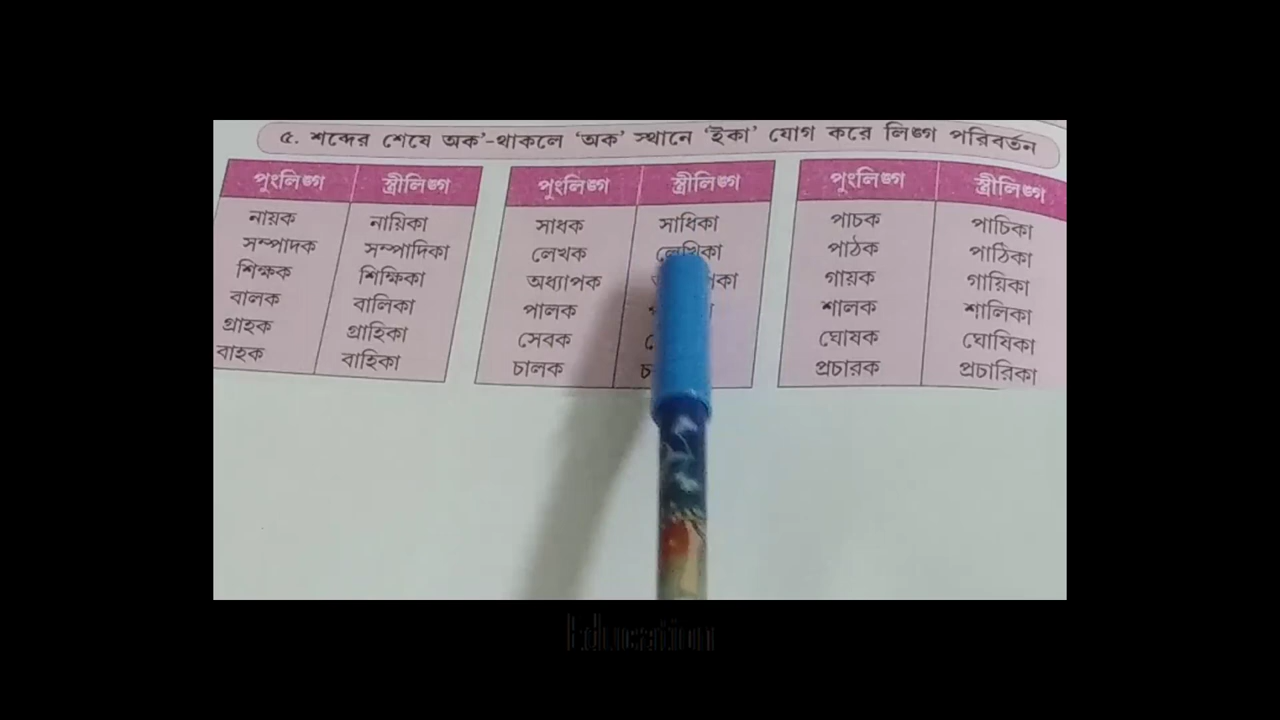 ৫. শব্দের শেষে অক'-থাকলে 'অক' স্থানে 'ইকা' যোগ করে লিঙ্গ পরিবর্তন
পুংলিঙ্গ স্ত্রীলিঙ্গ
নায়ক নায়িকা
সম্পাদক সম্পাদিকা
শিক্ষক শিক্ষিকা
বালক বালিকা
গ্রাহক গ্রাহিকা
বাহক বাহিকা
পুংলিঙ্গ স্ত্রীলিঙ্গ
সাধক সাধিকা
লেখক লেখিকা
অধ্যাপক
পালক
সেবক
চালক
পুংলিঙ্গ স্ত্রীলিঙ্গ
পাচক পাচিকা
পাঠক পাঠিকা
গায়ক গায়িকা
শালক শালিকা
ঘোষক ঘোষিকা
প্রচারক প্রচারিকা
Education